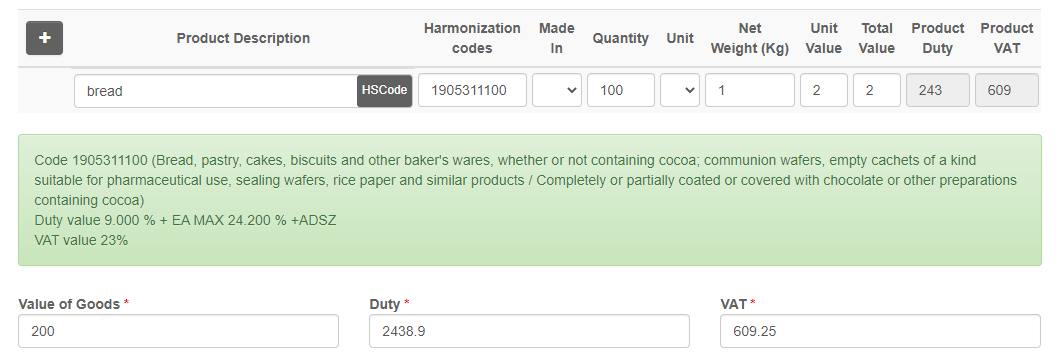 + Product Description Harmonization codes Made In Quantity Unit Net Weight (Kg) Unit Value Total Value Product Duty Product VAT
bread HSCode 1905311100 100 1 2 2 243 609
Code 1905311100 (Bread, pastry, cakes, biscuits and other baker's wares, whether or not containing cocoa; communion wafers, empty cachets of a kind
suitable for pharmaceutical use, sealing wafers, rice paper and similar products / Completely or partially coated or covered with chocolate or other preparations
containing cocoa)
Duty value 9.000 % + EA MAX 24.200 % +ADSZ
VAT value 23%
Value of Goods * Duty * VAT *
200 2438.9 609.25